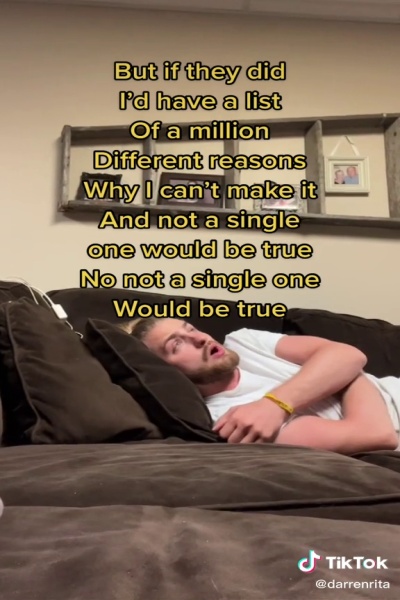 But if they did
I'd have a list
Of a million
Different reasons
Why I can't make it
And not a single
one would be true
No not a single one
Would be true
TikTok
@darrenrita